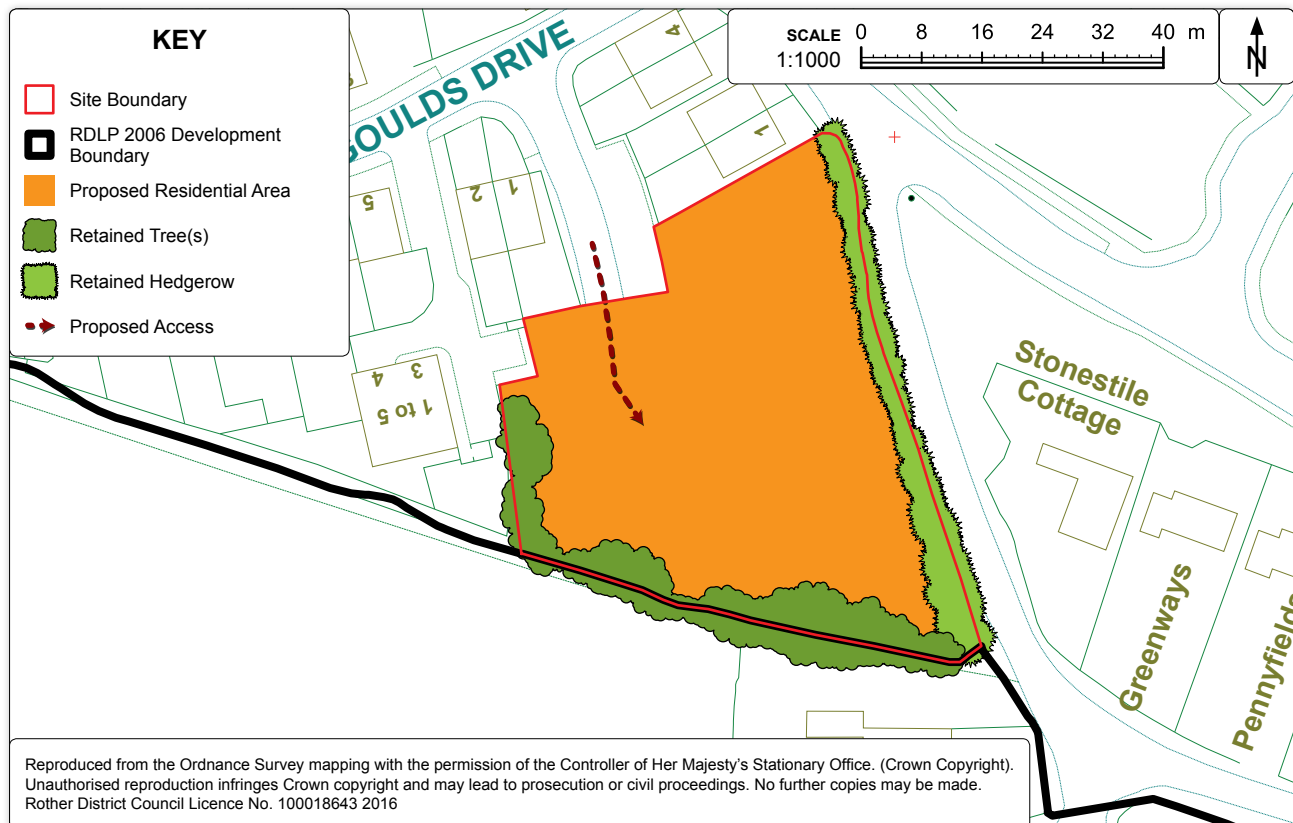 KEY
Site Boundary
RDLP 2006 Development
Boundary
Proposed Residential Area
Retained Tree(s)
Retained Hedgerow
Proposed Access
SCALE
1:1000
0 8 16 24 32 40 m
N
GOULDS DRIVE
4
1
2
1
5
3
4
1 to 5
Stonestile
Cottage
Greenways
Pennyfields
Reproduced from the Ordnance Survey mapping with the permission of the Controller of Her Majesty's Stationary Office. (Crown Copyright).
Unauthorised reproduction infringes Crown copyright and may lead to prosecution or civil proceedings. No further copies may be made.
Rother District Council Licence No. 100018643 2016